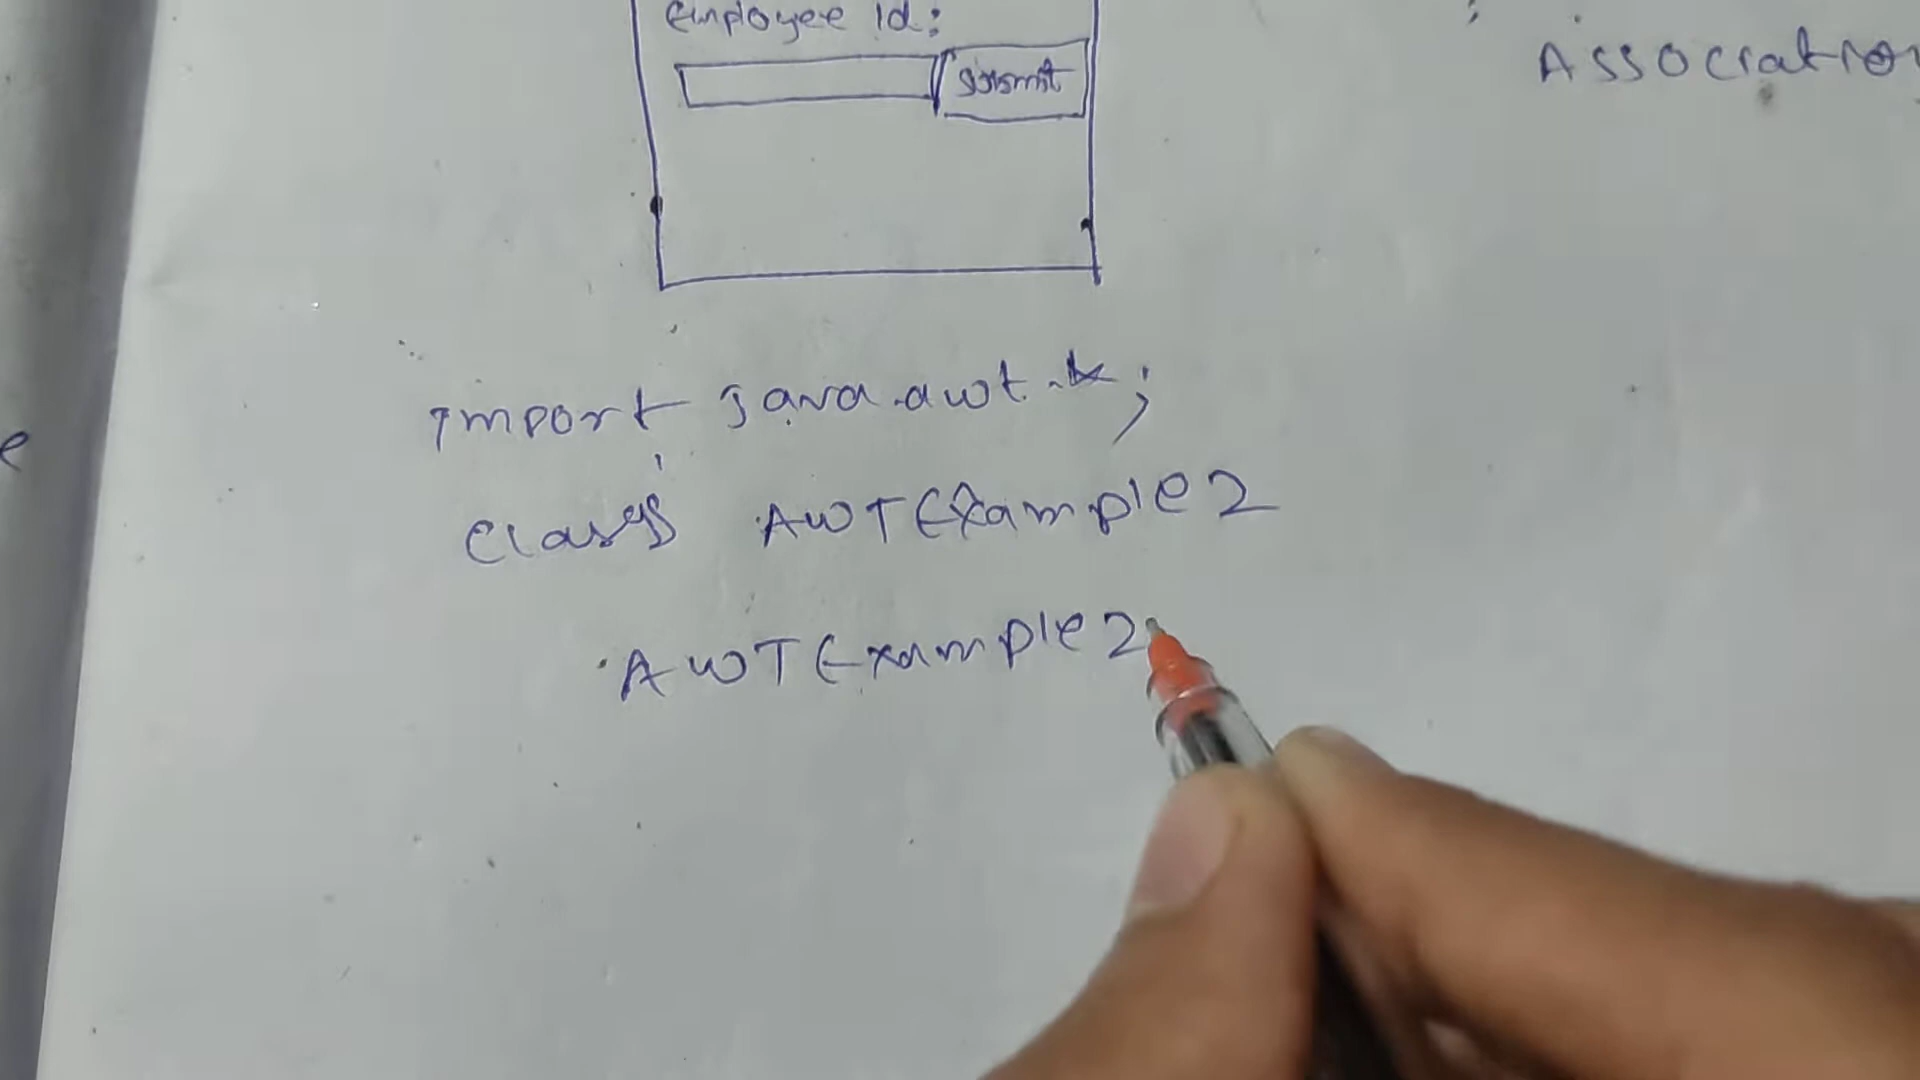 Employee Id:
Submit
Association
import java.awt.*;
class AWTExample2
AWTExample2